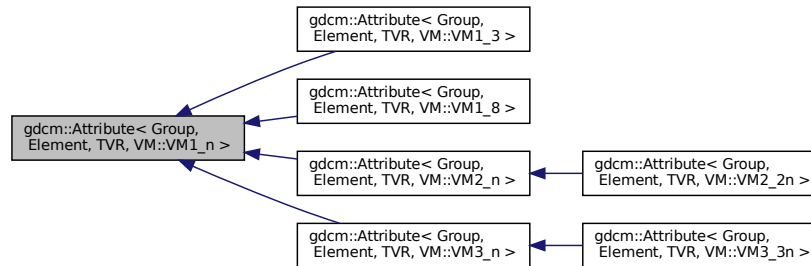 gdcm::Attribute< Group,
Element, TVR, VM::VM1_3 >
gdcm::Attribute< Group,
Element, TVR, VM::VM1_8 >
gdcm::Attribute< Group,
Element, TVR, VM::VM1_n >
gdcm::Attribute< Group,
Element, TVR, VM::VM2_n >
gdcm::Attribute< Group,
Element, TVR, VM::VM2_2n >
gdcm::Attribute< Group,
Element, TVR, VM::VM3_n >
gdcm::Attribute< Group,
Element, TVR, VM::VM3_3n >